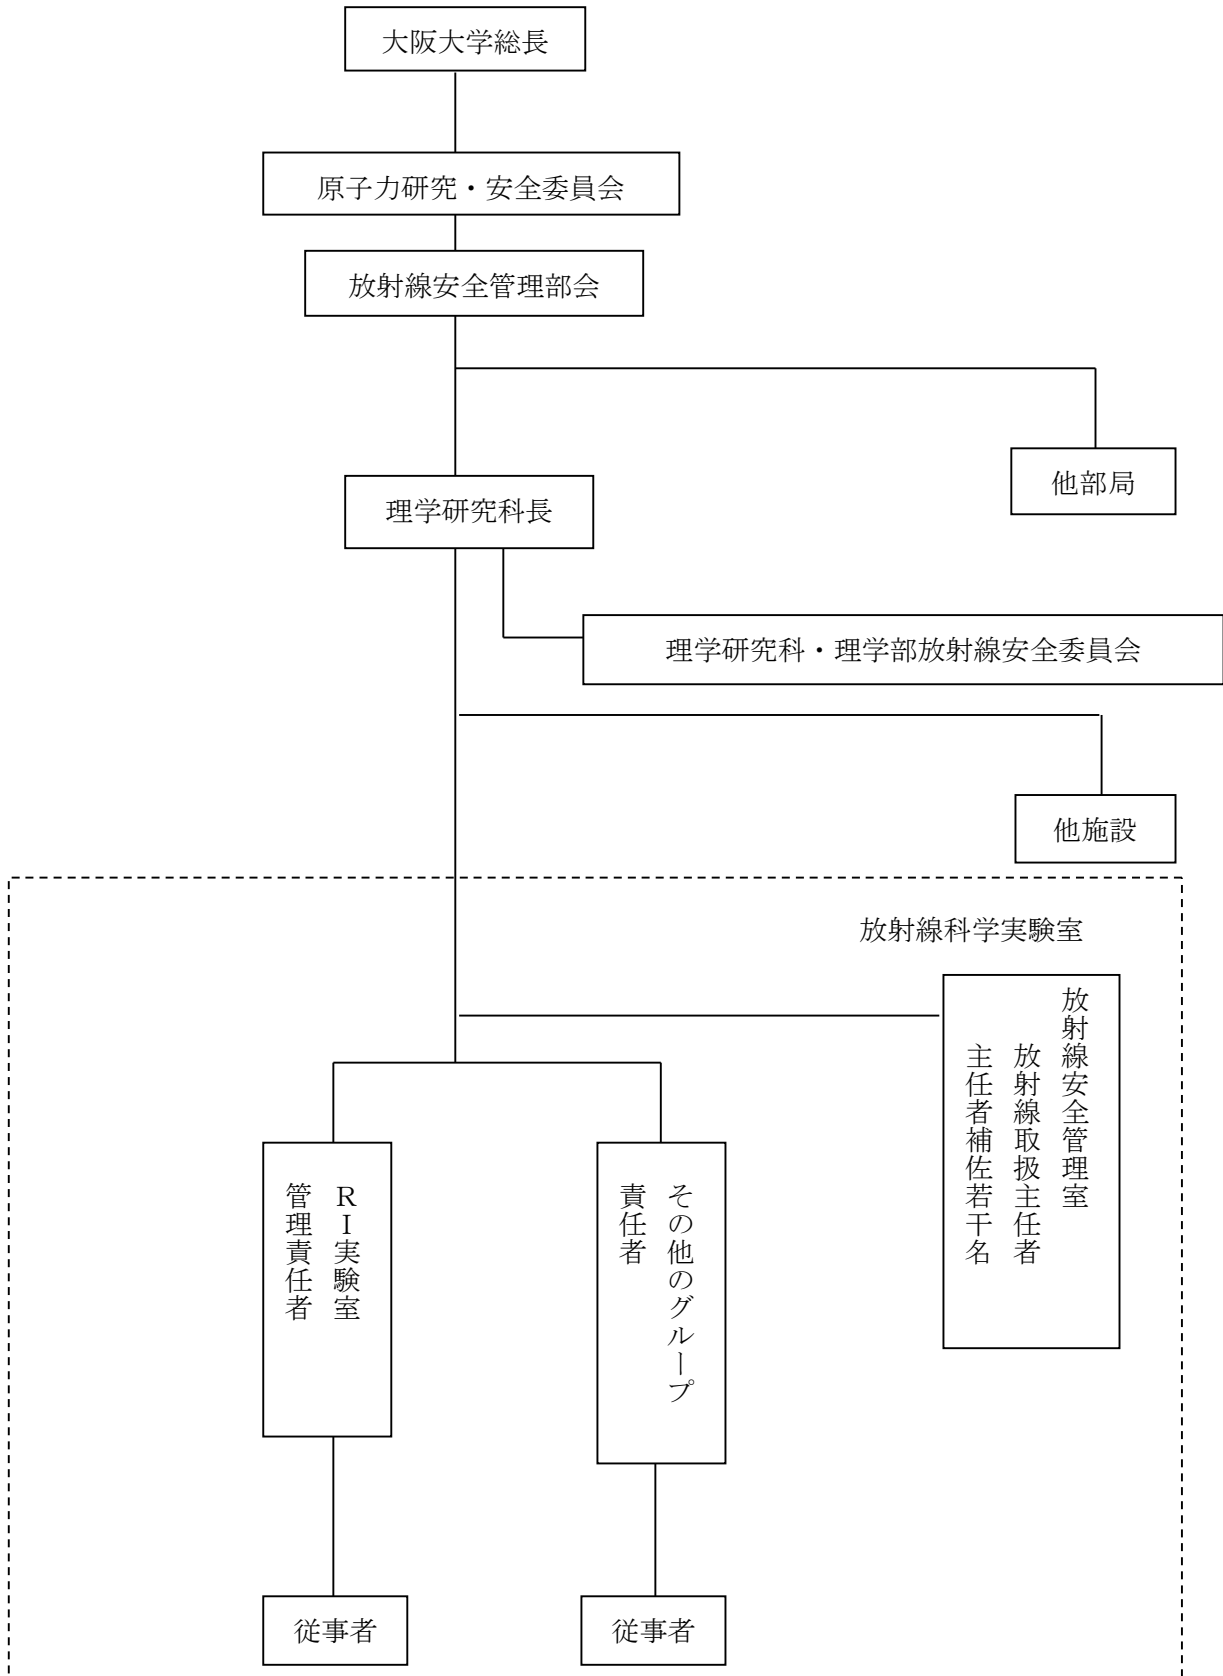 大阪大学総長
原子力研究・安全委員会
放射線安全管理部会
他部局
理学研究科長
理学研究科・理学部放射線安全委員会
他施設
放射線科学実験室
放射線安全管理室
放射線取扱主任者
主任者補佐若干名
ＲＩ実験室
管理責任者
その他のグループ
責任者
従事者
従事者